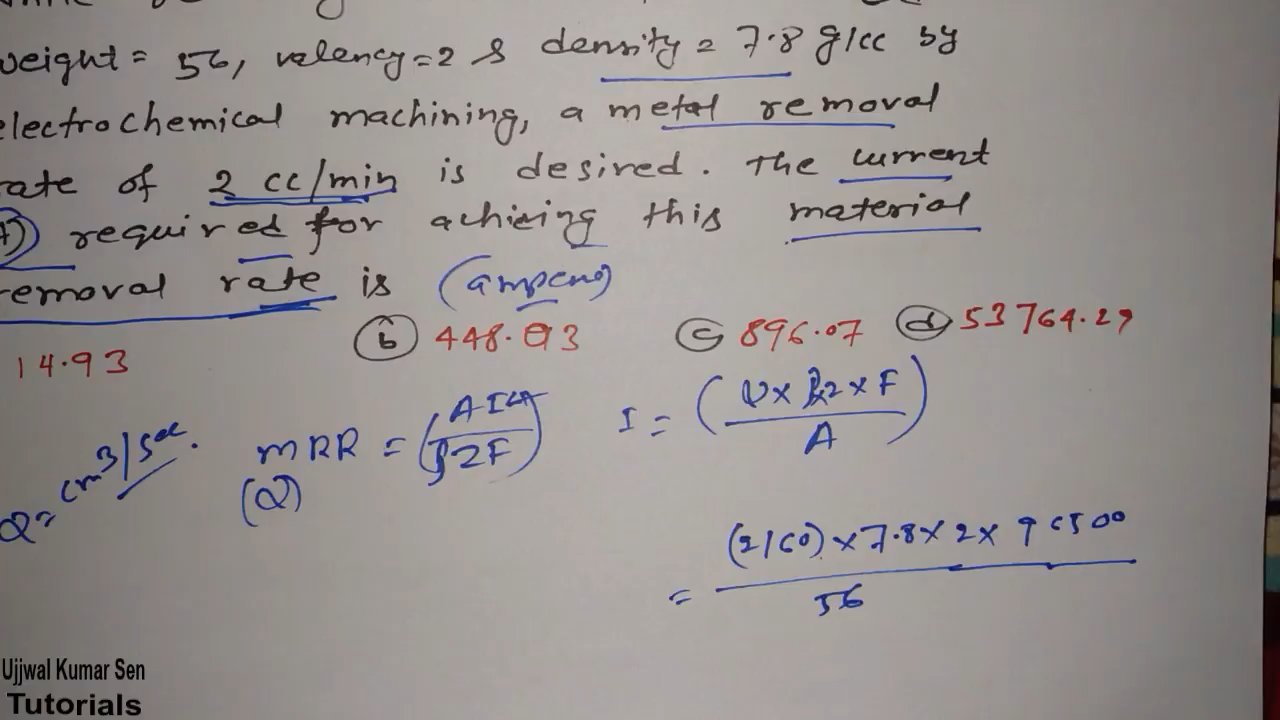 weight = 56, valency=2 & density = 7.8 g/cc by
electrochemical machining, a metal removal
rate of 2 cc/min is desired. The current
required for achieing this material
removal rate is (ampere)
14.93 (b) 448.93 (c) 896.07 (d) 53764.29
Q = cm3/sec. MRR = (AI/ρZF) I = (Q x ρ x Z x F / A)
(Q)
= (2/60) x 7.8 x 2 x 96500
56
Ujjwal Kumar Sen
Tutorials